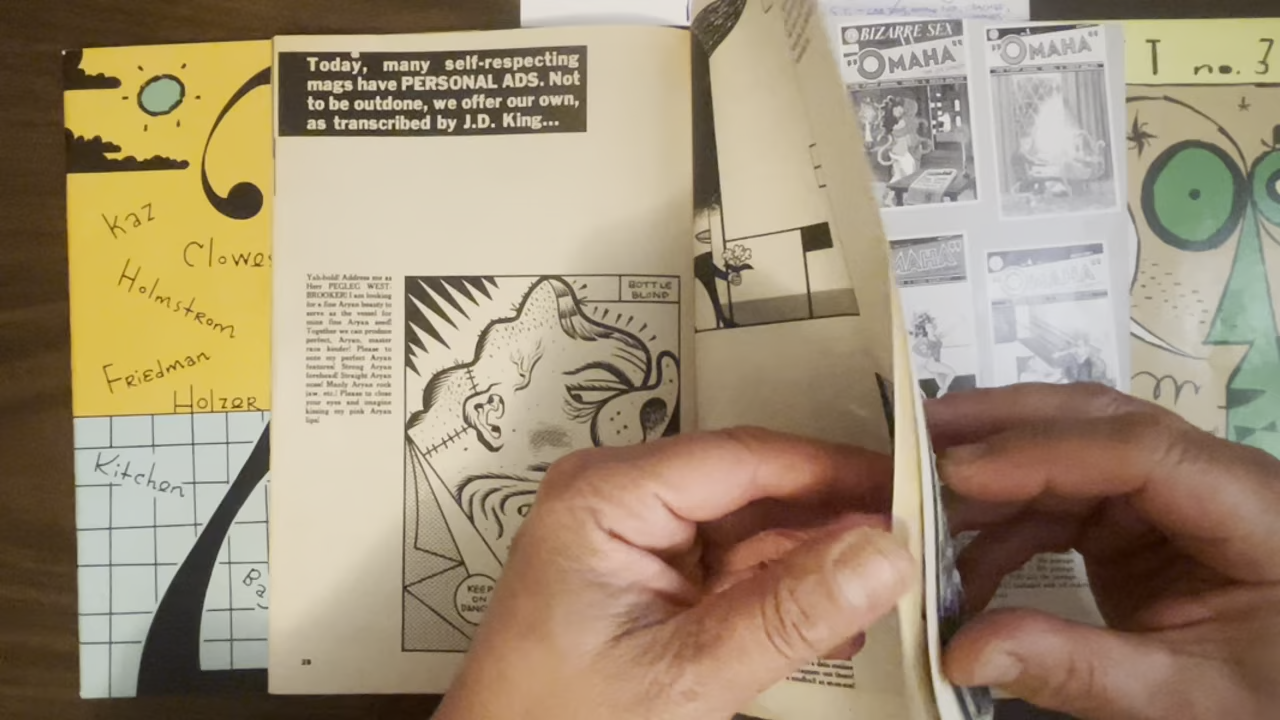 Today, many self-respecting
mags have PERSONAL ADS. Not
to be outdone, we offer our own,
as transcribed by J.D. King...
Yah-hold! Address me as
Herr PEGLEG WEST-
BROOKER! I am looking
for a fine Aryan beauty to
serve as the vessel for
mine fine Aryan seed!
Together we can produce
perfect, Aryan, master
race kinder! Please to
note my perfect Aryan
features! Strong Aryan
forehead! Straight Aryan
nose! Manly Aryan rock
jaw, etc.! Please to close
your eyes and imagine
kissing my pink Aryan
lips!
BOTTLE
BLOND
KEEP
ON
DANC
29
Kaz
Clowes
Holmstrom
Friedman
Holzer
Kitchen
Ba
BIZARRE SEX
"OMAHA"
"OMAHA"
OMAHA
OMAHA
T no. 3